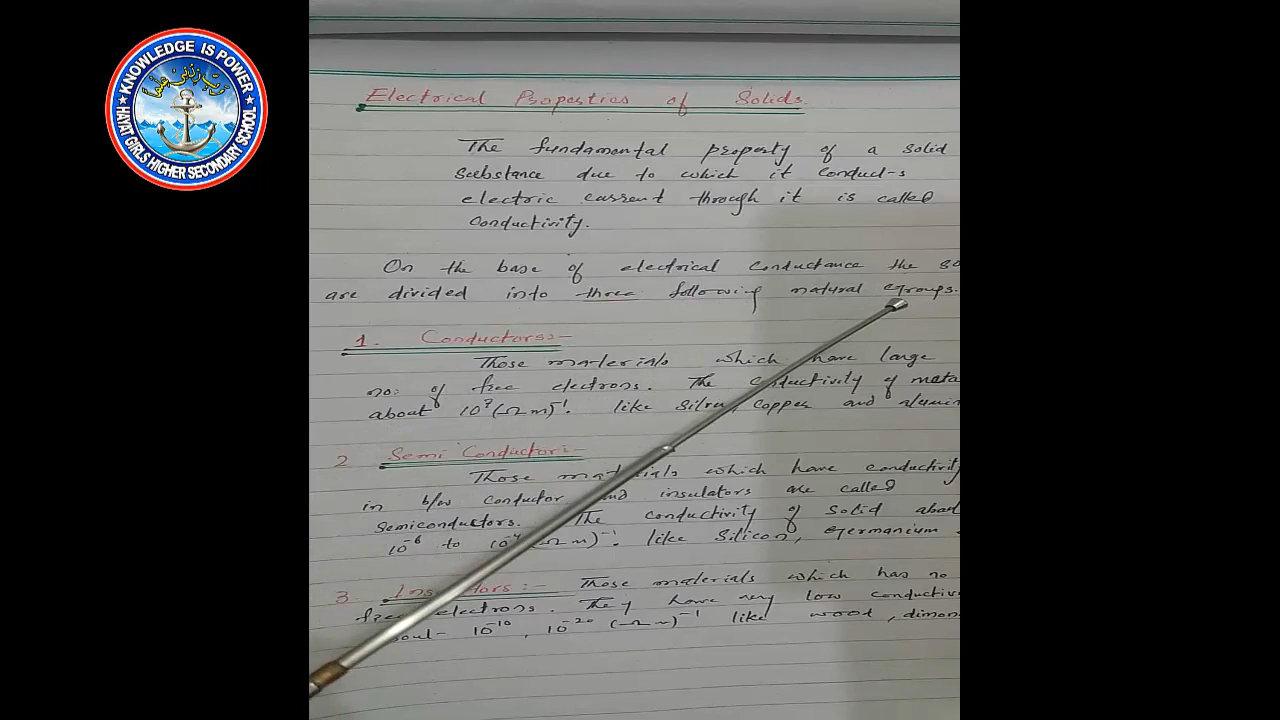 KNOWLEDGE IS POWER
رب زدنی علما
HAYAT GIRLS HIGHER SECONDARY SCHOOL
Electrical Properties of Solids.
The fundamental property of a solid
substance due to which it conducts
electric current through it is called
conductivity.
On the base of electrical conductance the so
are divided into three following natural groups.
1. Conductors:-
Those materials which have large
no: of free electrons. The conductivity of meta
about 10⁷(Ωm)⁻¹. like silver, copper and alumin
2 Semi Conductor:-
Those materials which have conductivity
in b/w conductor and insulators are called
semiconductors. The conductivity of solid about
10⁻⁶ to (Ωm)⁻¹. like silicon, Germanium
3. Insulators:- Those materials which has no
free electrons. They have very low conductiv
10⁻¹⁰, 10⁻²⁰ (Ωm)⁻¹ like wood, dimon